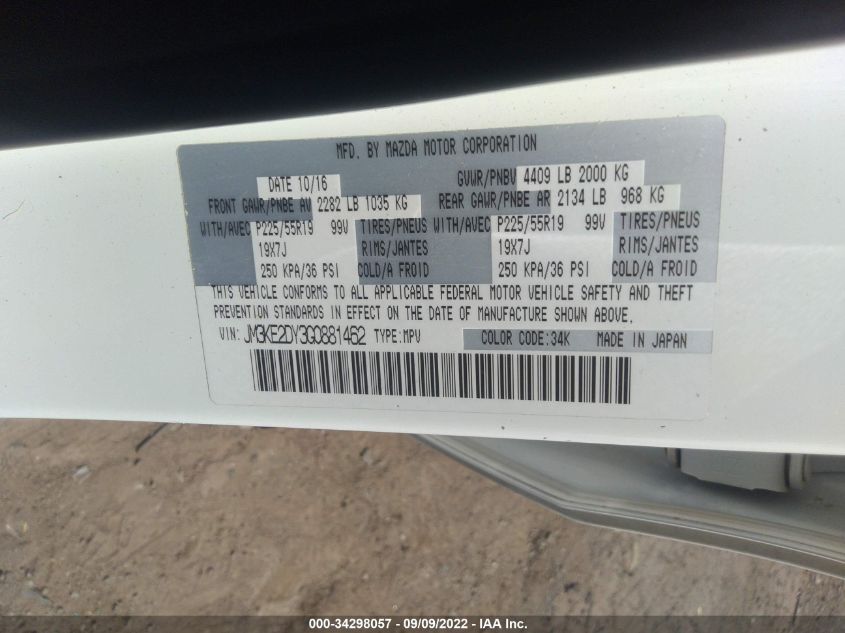 MFD. BY MAZDA MOTOR CORPORATION
DATE 10/16 GVWR/PNBV 4409 LB 2000 KG
FRONT GAWR/PNBE AV 2282 LB 1035 KG REAR GAWR/PNBE AR 2134 LB 968 KG
WITH/AVEC P225/55R19 99V TIRES/PNEUS WITH/AVEC P225/55R19 99V TIRES/PNEUS
19X7J RIMS/JANTES 19X7J RIMS/JANTES
250 KPA/36 PSI COLD/A FROID 250 KPA/36 PSI COLD/A FROID
THIS VEHICLE CONFORMS TO ALL APPLICABLE FEDERAL MOTOR VEHICLE SAFETY AND THEFT
PREVENTION STANDARDS IN EFFECT ON THE DATE OF MANUFACTURE SHOWN ABOVE.
VIN: JM3KE2DY3G0881462 TYPE:MPV COLOR CODE:34K MADE IN JAPAN
000-34298057 - 09/09/2022 - IAA Inc.